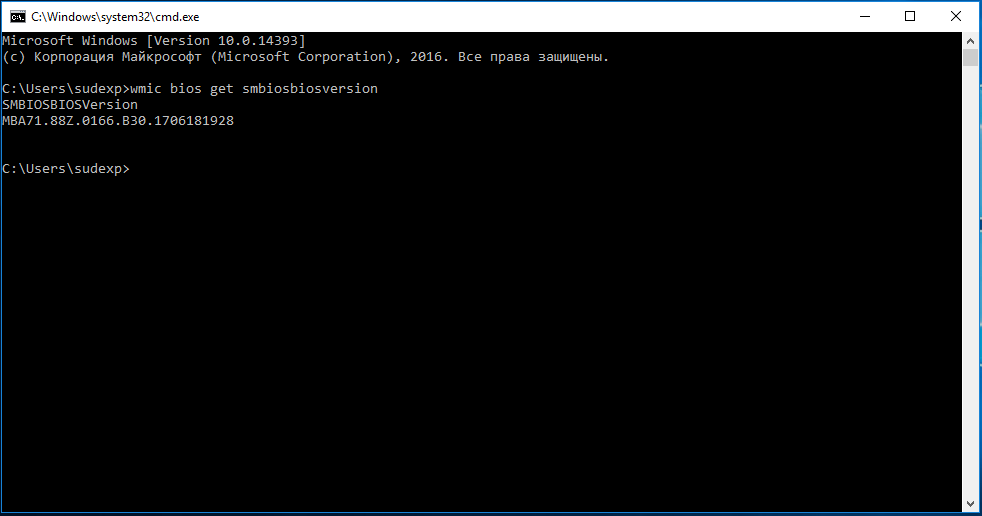 C:\Windows\system32\cmd.exe
Microsoft Windows [Version 10.0.14393]
(c) Корпорация Майкрософт (Microsoft Corporation), 2016. Все права защищены.
C:\Users\sudexp>wmic bios get smbiosbiosversion
SMBIOSBIOSVersion
MBA71.88Z.0166.B30.1706181928
C:\Users\sudexp>